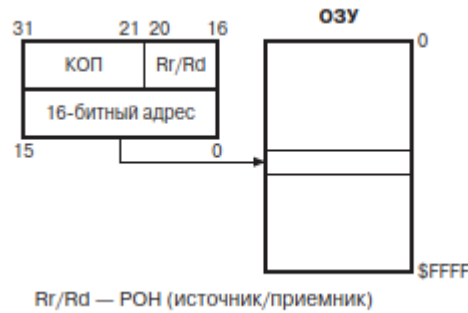 ОЗУ
31 21 20 16
0
КОП Rr/Rd
16-битный адрес
15 0
$FFFF
Rr/Rd — РОН (источник/приемник)